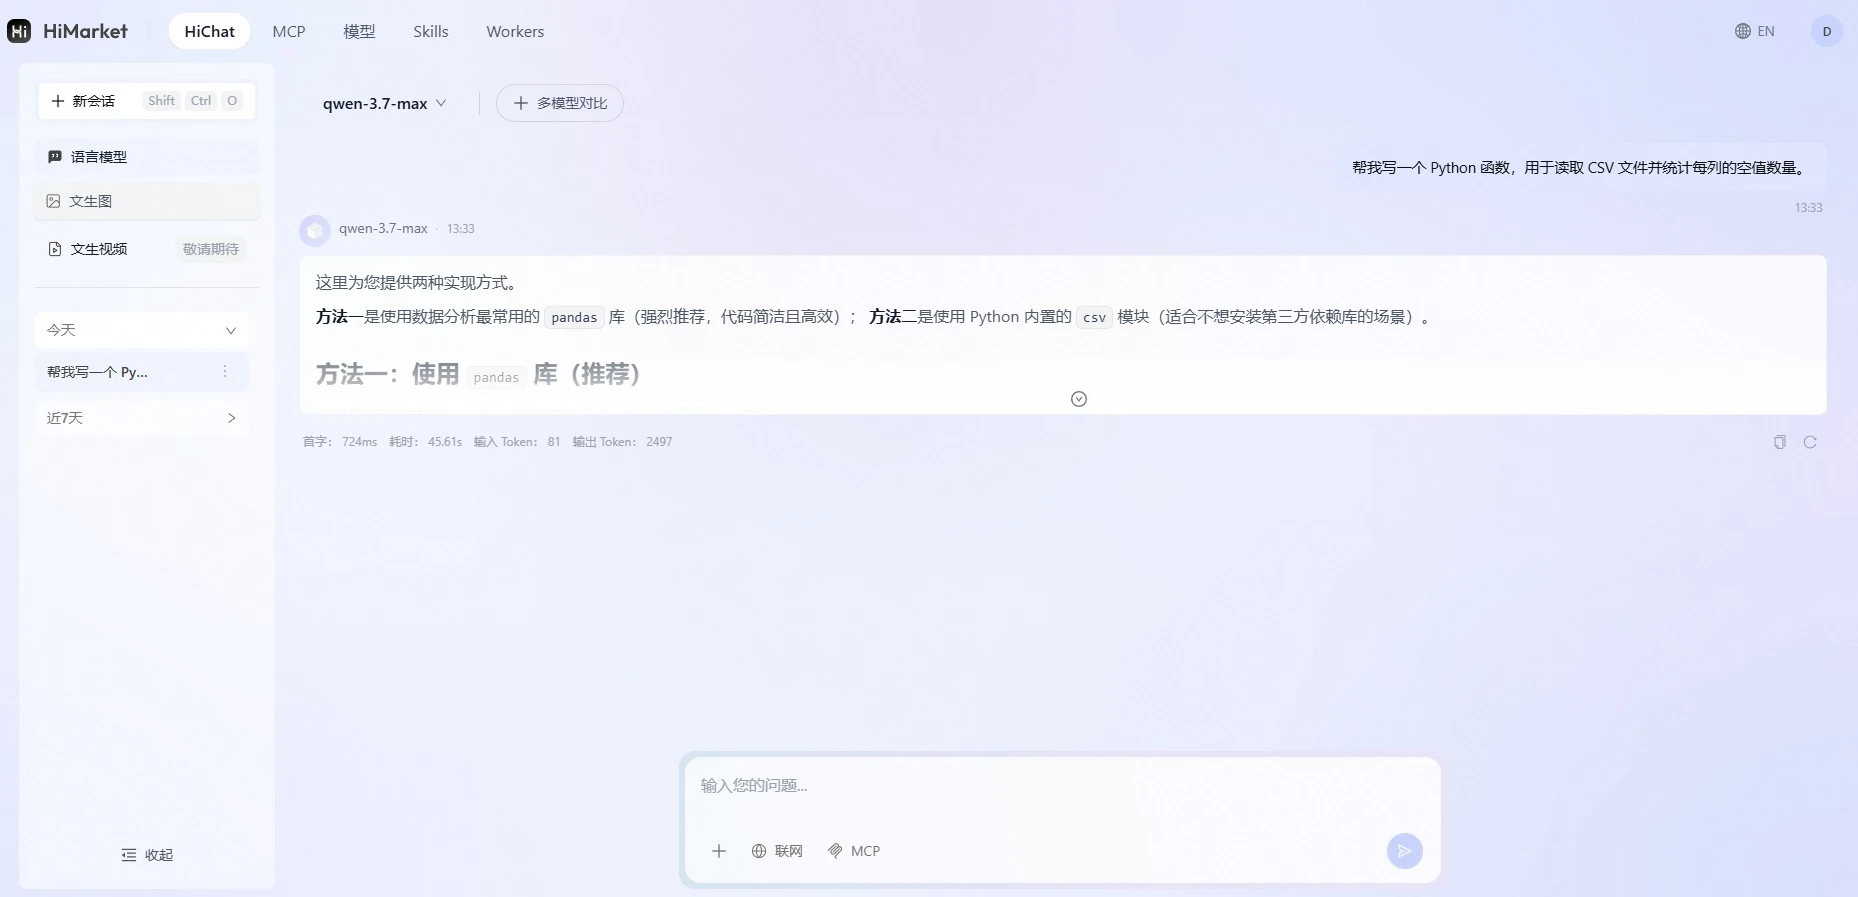 Hi HiMarket HiChat MCP 模型 Skills Workers EN D
新会话 Shift Ctrl O
语言模型
文生图
文生视频 敬请期待
今天
帮我写一个 Py...
近7天
收起
qwen-3.7-max 多模型对比
帮我写一个 Python 函数，用于读取 CSV 文件并统计每列的空值数量。
13:33
qwen-3.7-max · 13:33
这里为您提供两种实现方式。
方法一是使用数据分析最常用的 pandas 库（强烈推荐，代码简洁且高效）；方法二是使用 Python 内置的 csv 模块（适合不想安装第三方依赖库的场景）。
方法一：使用 pandas 库（推荐）
首字： 724ms 耗时： 45.61s 输入 Token： 81 输出 Token： 2497
输入您的问题...
联网 MCP